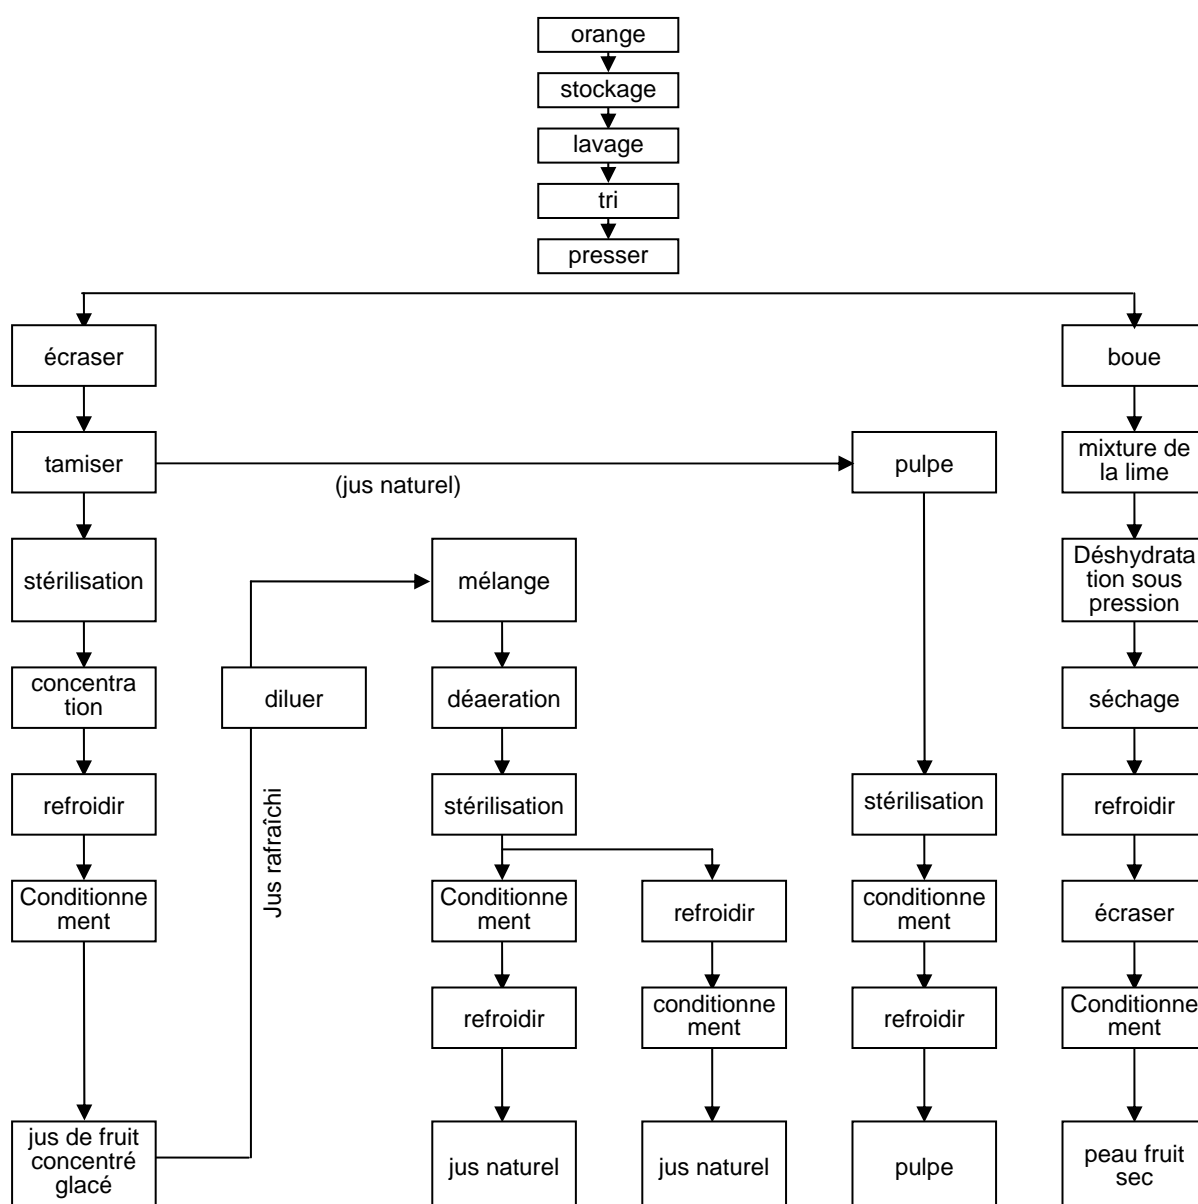 orange
stockage
lavage
tri
presser
écraser
boue
tamiser
(jus naturel)
pulpe
mixture de
la lime
stérilisation
mélange
Déshydrata
tion sous
pression
concentra
tion
diluer
déaeration
séchage
refroidir
Jus rafraîchi
stérilisation
stérilisation
refroidir
Conditionne
ment
Conditionne
ment
refroidir
conditionne
ment
écraser
refroidir
conditionne
ment
refroidir
Conditionne
ment
jus de fruit
concentré
glacé
jus naturel
jus naturel
pulpe
peau fruit
sec